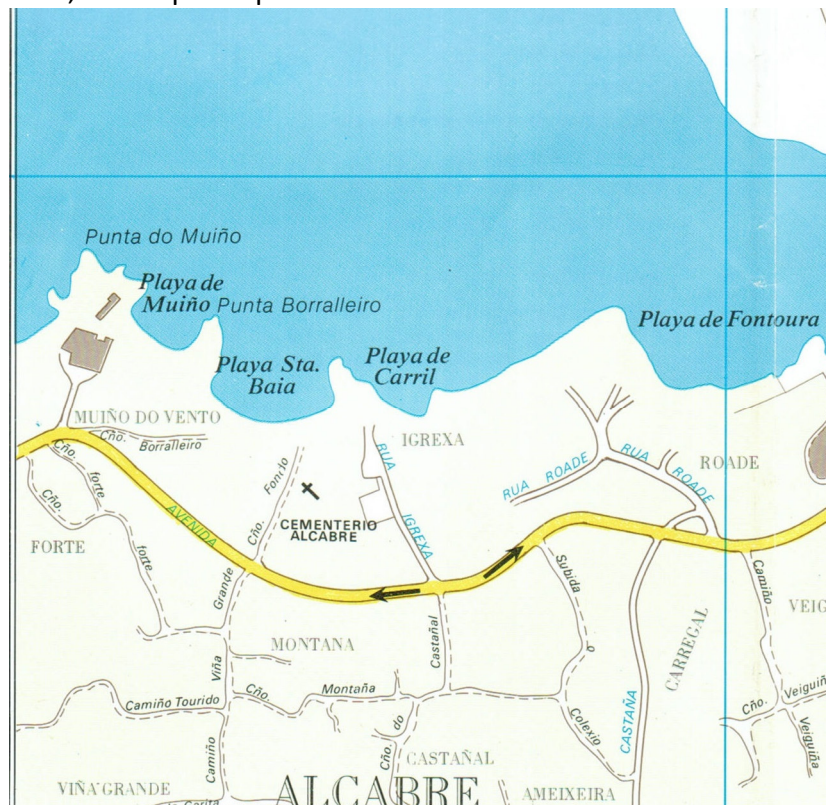 Punta do Muiño
Playa de
Muiño
Punta Borralleiro
Playa de Fontoura
Playa Sta.
Baia
Playa de
Carril
MUIÑO DO VENTO
Cño. Borralleiro
IGREXA
RUA IGREXA
RUA ROADE
RUA ROADE
ROADE
Cño. forte
Cño.
forte
FORTE
AVENIDA
Cño. Fondo
CEMENTERIO
ALCABRE
Subida
a
Colexio
Camiño
VEIG
Grande
Viña
Camiño
MONTANA
Castañal
CARREGAL
CASTAÑA
Camiño Tourido
Cño. Montaña
Cño. do
Cño. Veiguiñ
Veiguiña
VIÑA GRANDE
CASTAÑAL
ALCABRE
AMEIXEIRA